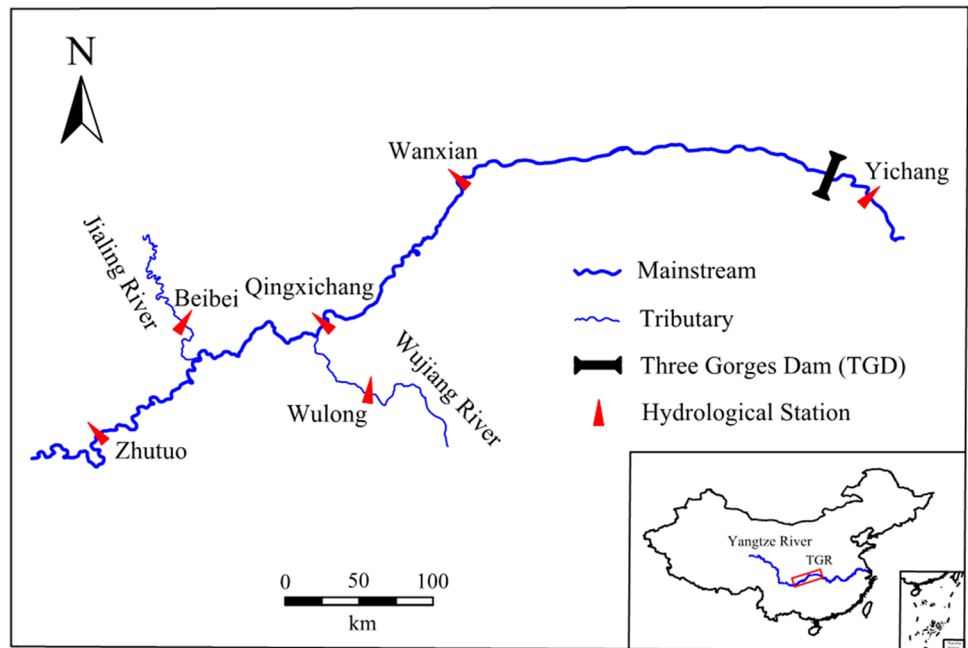 N
Wanxian
Yichang
Jialing River
Beibei
Qingxichang
Mainstream
Tributary
Wujiang River
Three Gorges Dam (TGD)
Wulong
Hydrological Station
Zhutuo
Yangtze River
TGR
0 50 100
km